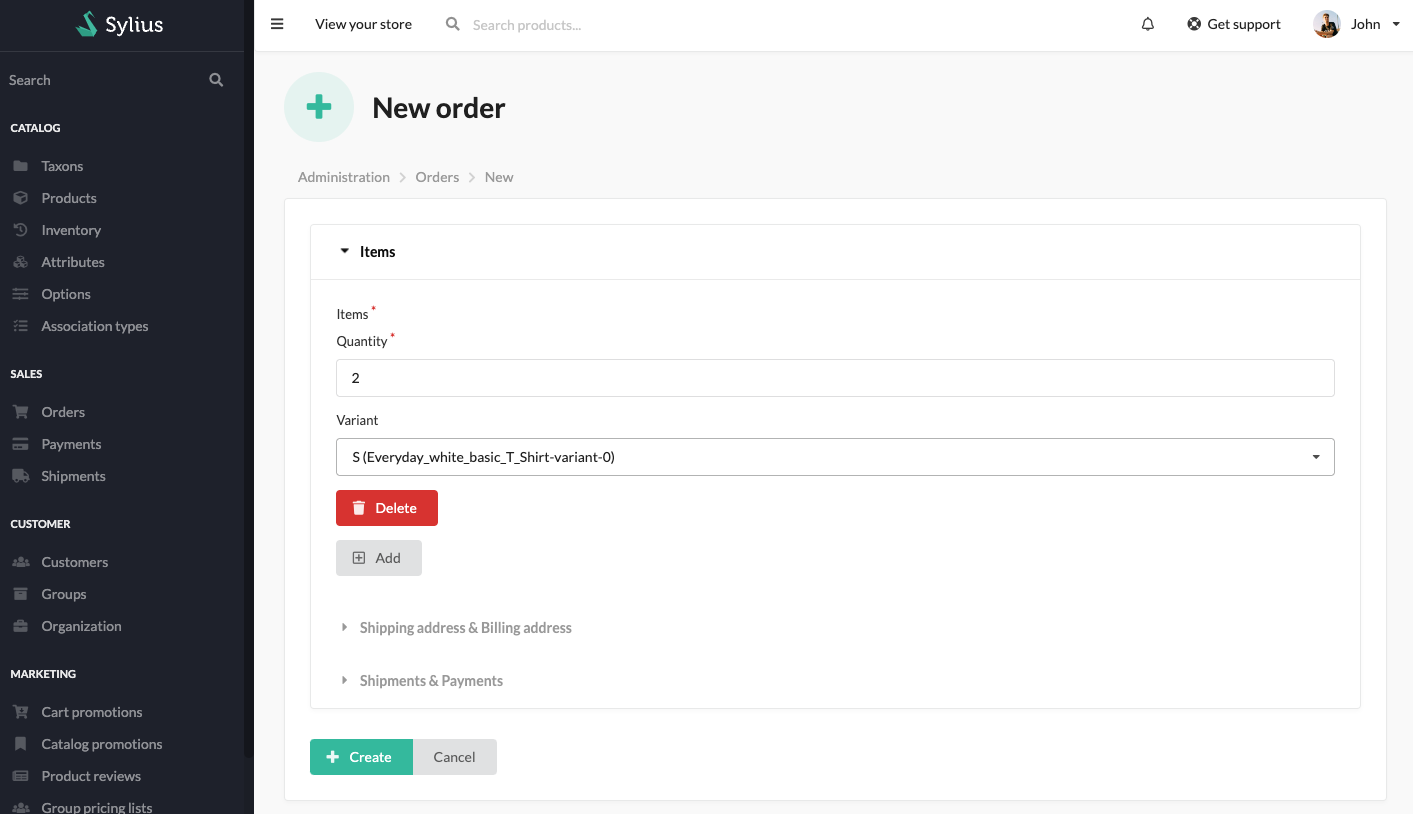 Sylius
View your store
Search products...
Get support
John
Search
CATALOG
Taxons
Products
Inventory
Attributes
Options
Association types
SALES
Orders
Payments
Shipments
CUSTOMER
Customers
Groups
Organization
MARKETING
Cart promotions
Catalog promotions
Product reviews
Group pricing lists
New order
Administration > Orders > New
Items
Items *
Quantity *
2
Variant
S (Everyday_white_basic_T_Shirt-variant-0)
Delete
Add
Shipping address & Billing address
Shipments & Payments
Create Cancel